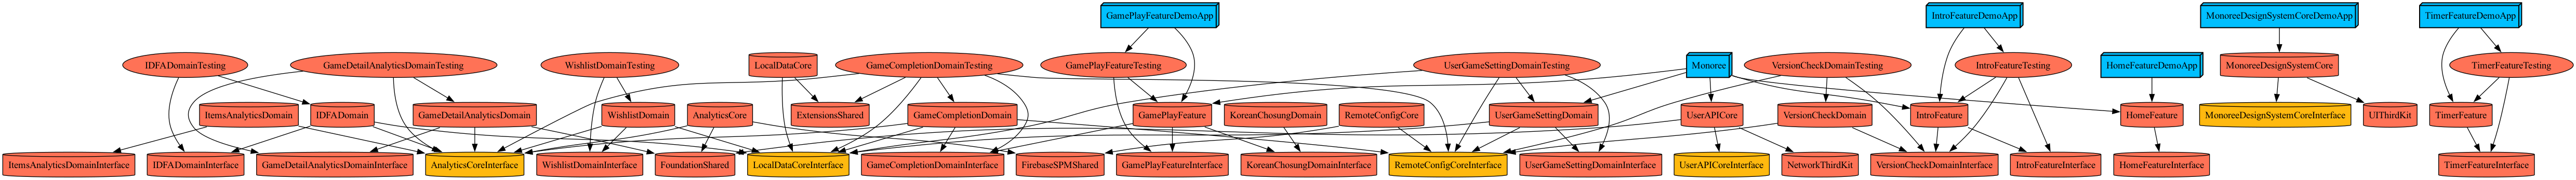 GamePlayFeatureDemoApp
IntroFeatureDemoApp
MonoreeDesignSystemCoreDemoApp
TimerFeatureDemoApp
IDFADomainTesting
GameDetailAnalyticsDomainTesting
WishlistDomainTesting
LocalDataCore
GameCompletionDomainTesting
GamePlayFeatureTesting
UserGameSettingDomainTesting
Monoree
VersionCheckDomainTesting
IntroFeatureTesting
HomeFeatureDemoApp
MonoreeDesignSystemCore
TimerFeatureTesting
ItemsAnalyticsDomain
IDFADomain
GameDetailAnalyticsDomain
WishlistDomain
AnalyticsCore
ExtensionsShared
GameCompletionDomain
GamePlayFeature
KoreanChosungDomain
RemoteConfigCore
UserGameSettingDomain
UserAPICore
VersionCheckDomain
IntroFeature
HomeFeature
MonoreeDesignSystemCoreInterface
UIThirdKit
TimerFeature
ItemsAnalyticsDomainInterface
IDFADomainInterface
GameDetailAnalyticsDomainInterface
AnalyticsCoreInterface
WishlistDomainInterface
FoundationShared
LocalDataCoreInterface
GameCompletionDomainInterface
FirebaseSPMShared
GamePlayFeatureInterface
KoreanChosungDomainInterface
RemoteConfigCoreInterface
UserGameSettingDomainInterface
UserAPICoreInterface
NetworkThirdKit
VersionCheckDomainInterface
IntroFeatureInterface
HomeFeatureInterface
TimerFeatureInterface